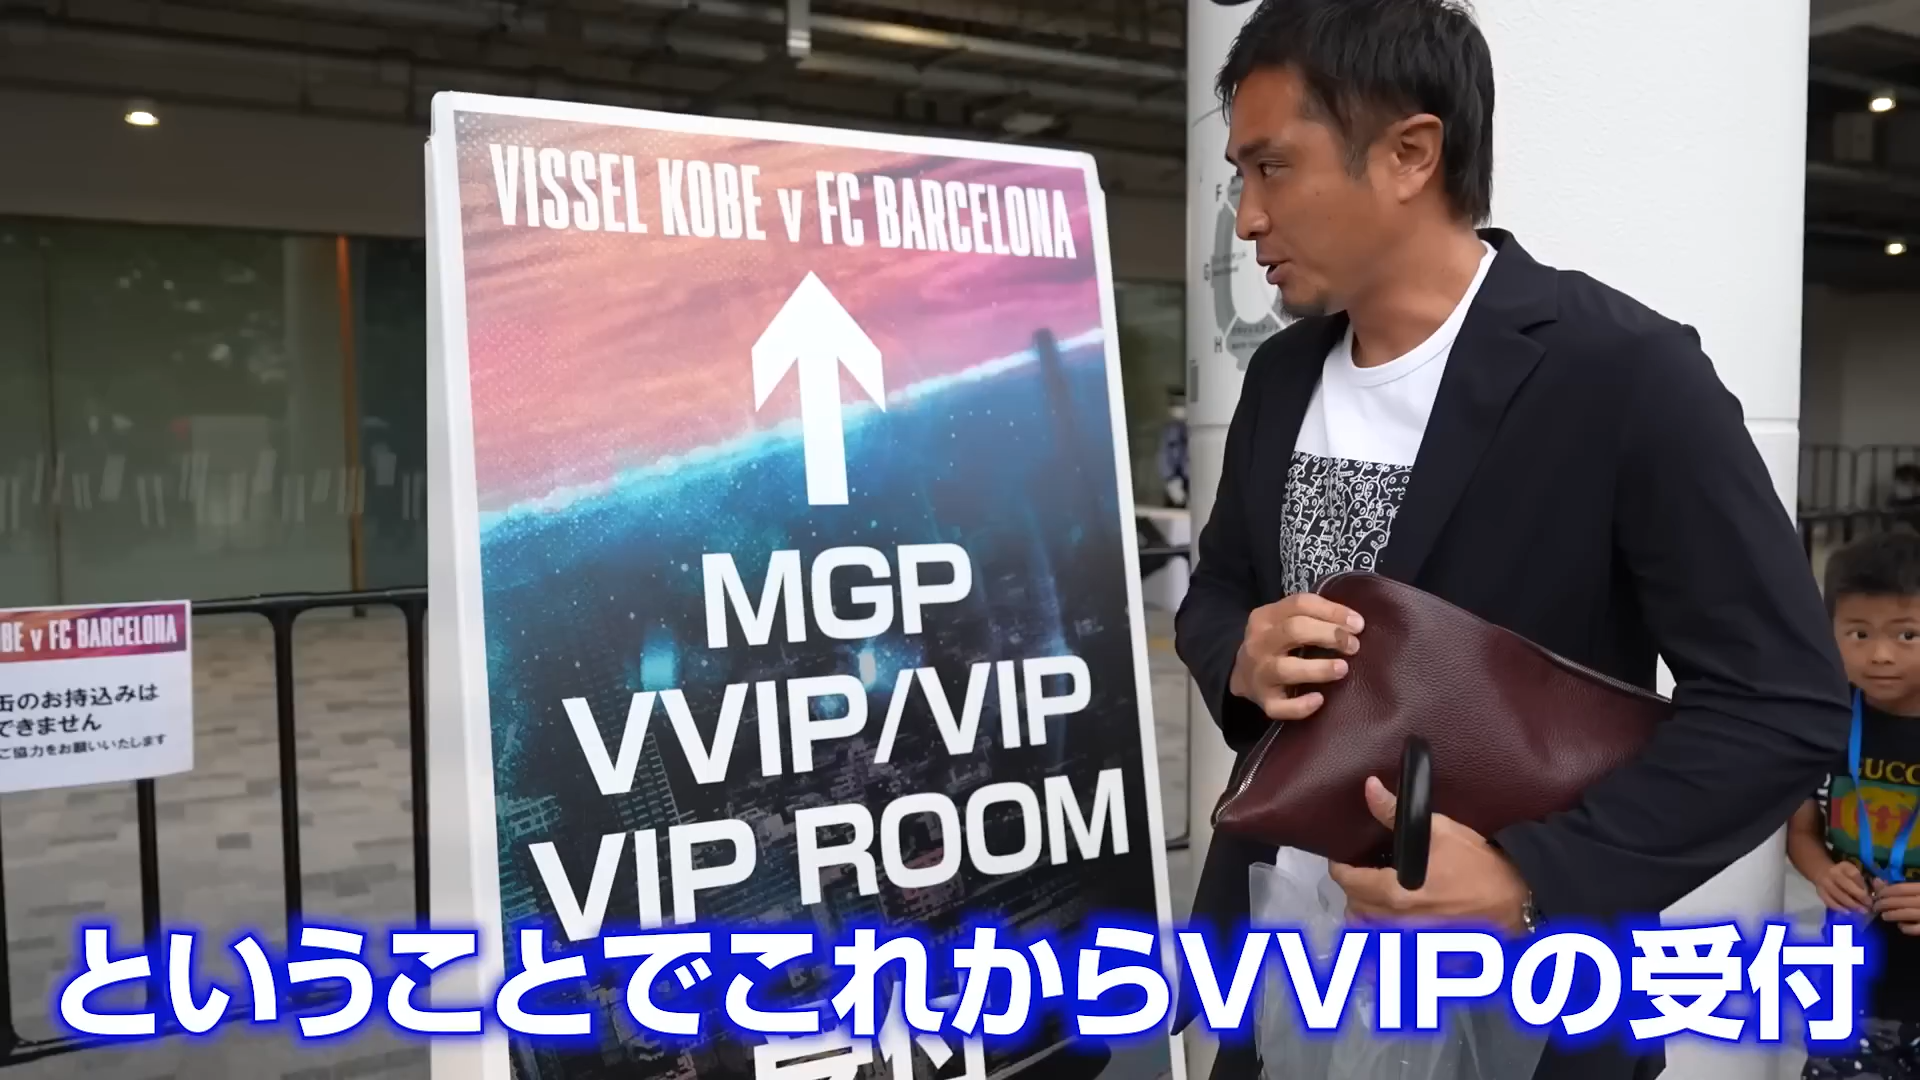 VISSEL KOBE v FC BARCELONA
MGP
VVIP/VIP
VIP ROOM
受付
BE v FC BARCELONA
缶のお持込みは
できません
ご協力をお願いいたします
F
G
H
GUCC
ということでこれからVVIPの受付